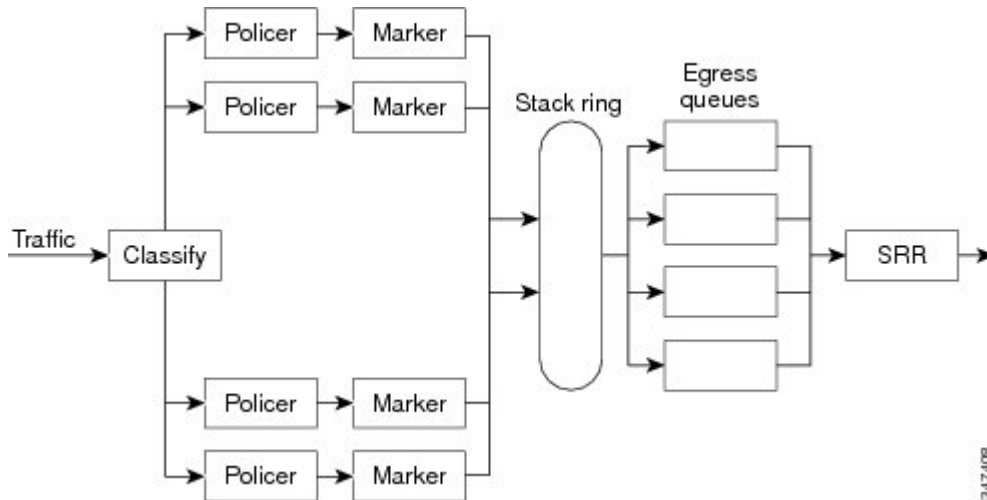 Policer
Marker
Policer
Marker
Egress
queues
Stack ring
Traffic
Classify
SRR
Policer
Marker
Policer
Marker